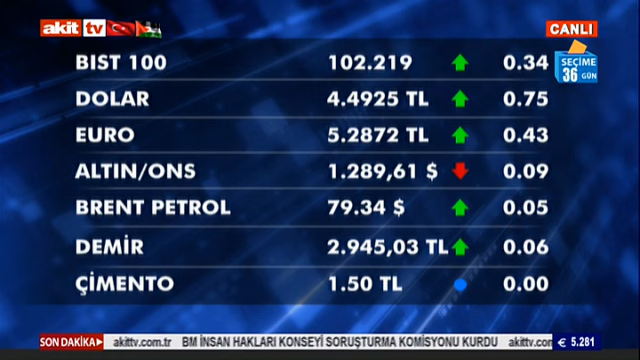 akit tv
CANLI
SEÇİME
36 GÜN
BIST 100 102.219 0.34
DOLAR 4.4925 TL 0.75
EURO 5.2872 TL 0.43
ALTIN/ONS 1.289,61 $ 0.09
BRENT PETROL 79.34 $ 0.05
DEMİR 2.945,03 TL 0.06
ÇİMENTO 1.50 TL 0.00
SON DAKİKA akittv.com.tr BM İNSAN HAKLARI KONSEYİ SORUŞTURMA KOMİSYONU KURDU akittv.com € 5.281